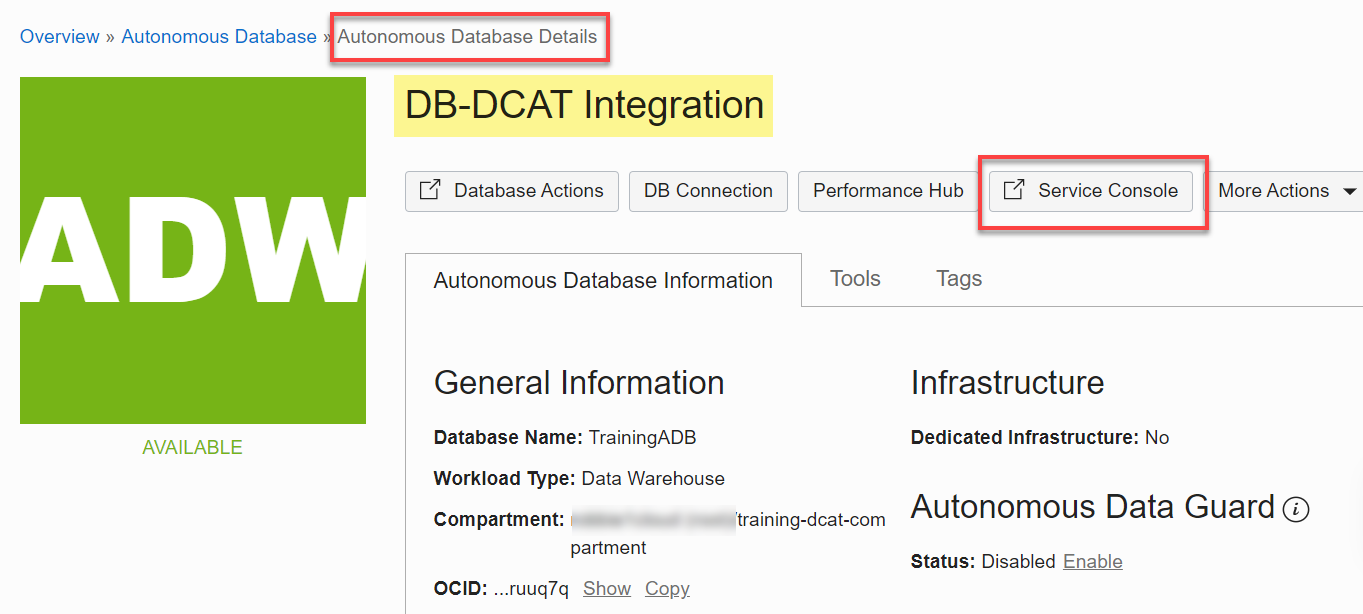 Overview » Autonomous Database » Autonomous Database Details
ADW
AVAILABLE
DB-DCAT Integration
Database Actions DB Connection Performance Hub Service Console More Actions
Autonomous Database Information Tools Tags
General Information
Database Name: TrainingADB
Workload Type: Data Warehouse
Compartment: /training-dcat-com
partment
OCID: ...ruuq7q Show Copy
Infrastructure
Dedicated Infrastructure: No
Autonomous Data Guard i
Status: Disabled Enable